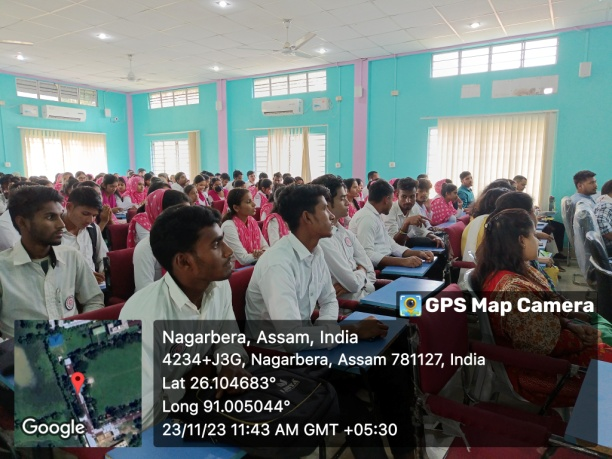 GPS Map Camera
Nagarbera, Assam, India
4234+J3G, Nagarbera, Assam 781127, India
Lat 26.104683°
Long 91.005044°
23/11/23 11:43 AM GMT +05:30
Google